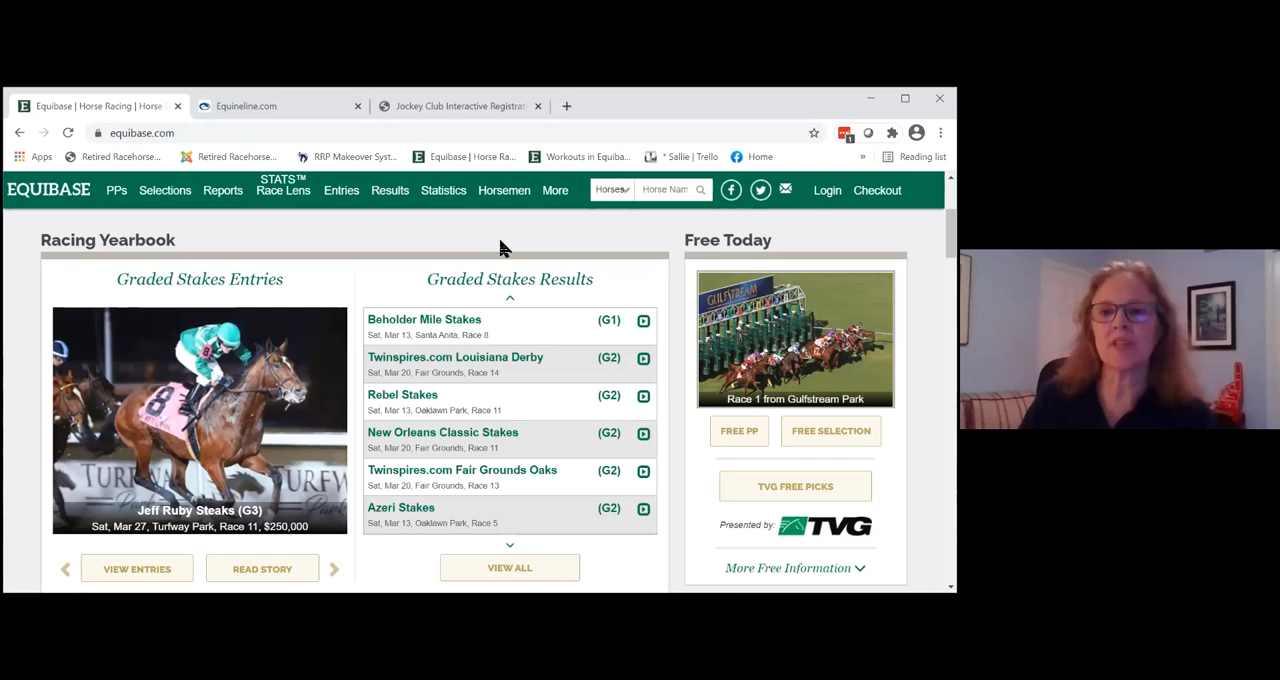 Equibase | Horse Racing | Horse
Equineline.com
Jockey Club Interactive Registrat
equibase.com
Apps
Retired Racehorse...
Retired Racehorse...
RRP Makeover Syst...
Equibase | Horse Ra...
Workouts in Equiba...
* Sallie | Trello
Home
»
Reading list
EQUIBASE
PPs
Selections
Reports
STATS™
Race Lens
Entries
Results
Statistics
Horsemen
More
Horses
Horse Nam
Login
Checkout
Racing Yearbook
Graded Stakes Entries
8
TURFWAY
Park
TURFW
Jeff Ruby Steaks (G3)
Sat, Mar 27, Turfway Park, Race 11, $250,000
VIEW ENTRIES
READ STORY
Graded Stakes Results
Beholder Mile Stakes (G1)
Sat, Mar 13, Santa Anita, Race 8
Twinspires.com Louisiana Derby (G2)
Sat, Mar 20, Fair Grounds, Race 14
Rebel Stakes (G2)
Sat, Mar 13, Oaklawn Park, Race 11
New Orleans Classic Stakes (G2)
Sat, Mar 20, Fair Grounds, Race 11
Twinspires.com Fair Grounds Oaks (G2)
Sat, Mar 20, Fair Grounds, Race 13
Azeri Stakes (G2)
Sat, Mar 13, Oaklawn Park, Race 5
VIEW ALL
Free Today
GULFSTREAM
Race 1 from Gulfstream Park
FREE PP
FREE SELECTION
TVG FREE PICKS
Presented by: TVG
More Free Information